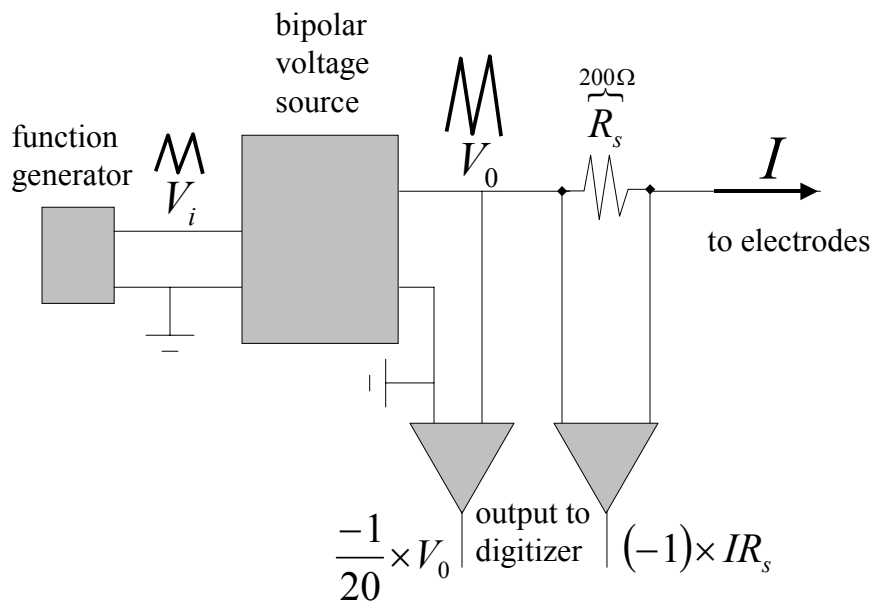 bipolar
voltage
source
function
generator
V_i
V_0
200Ω
R_s
I
to electrodes
output to
digitizer
\frac{-1}{20} × V_0
(−1) × IR_s